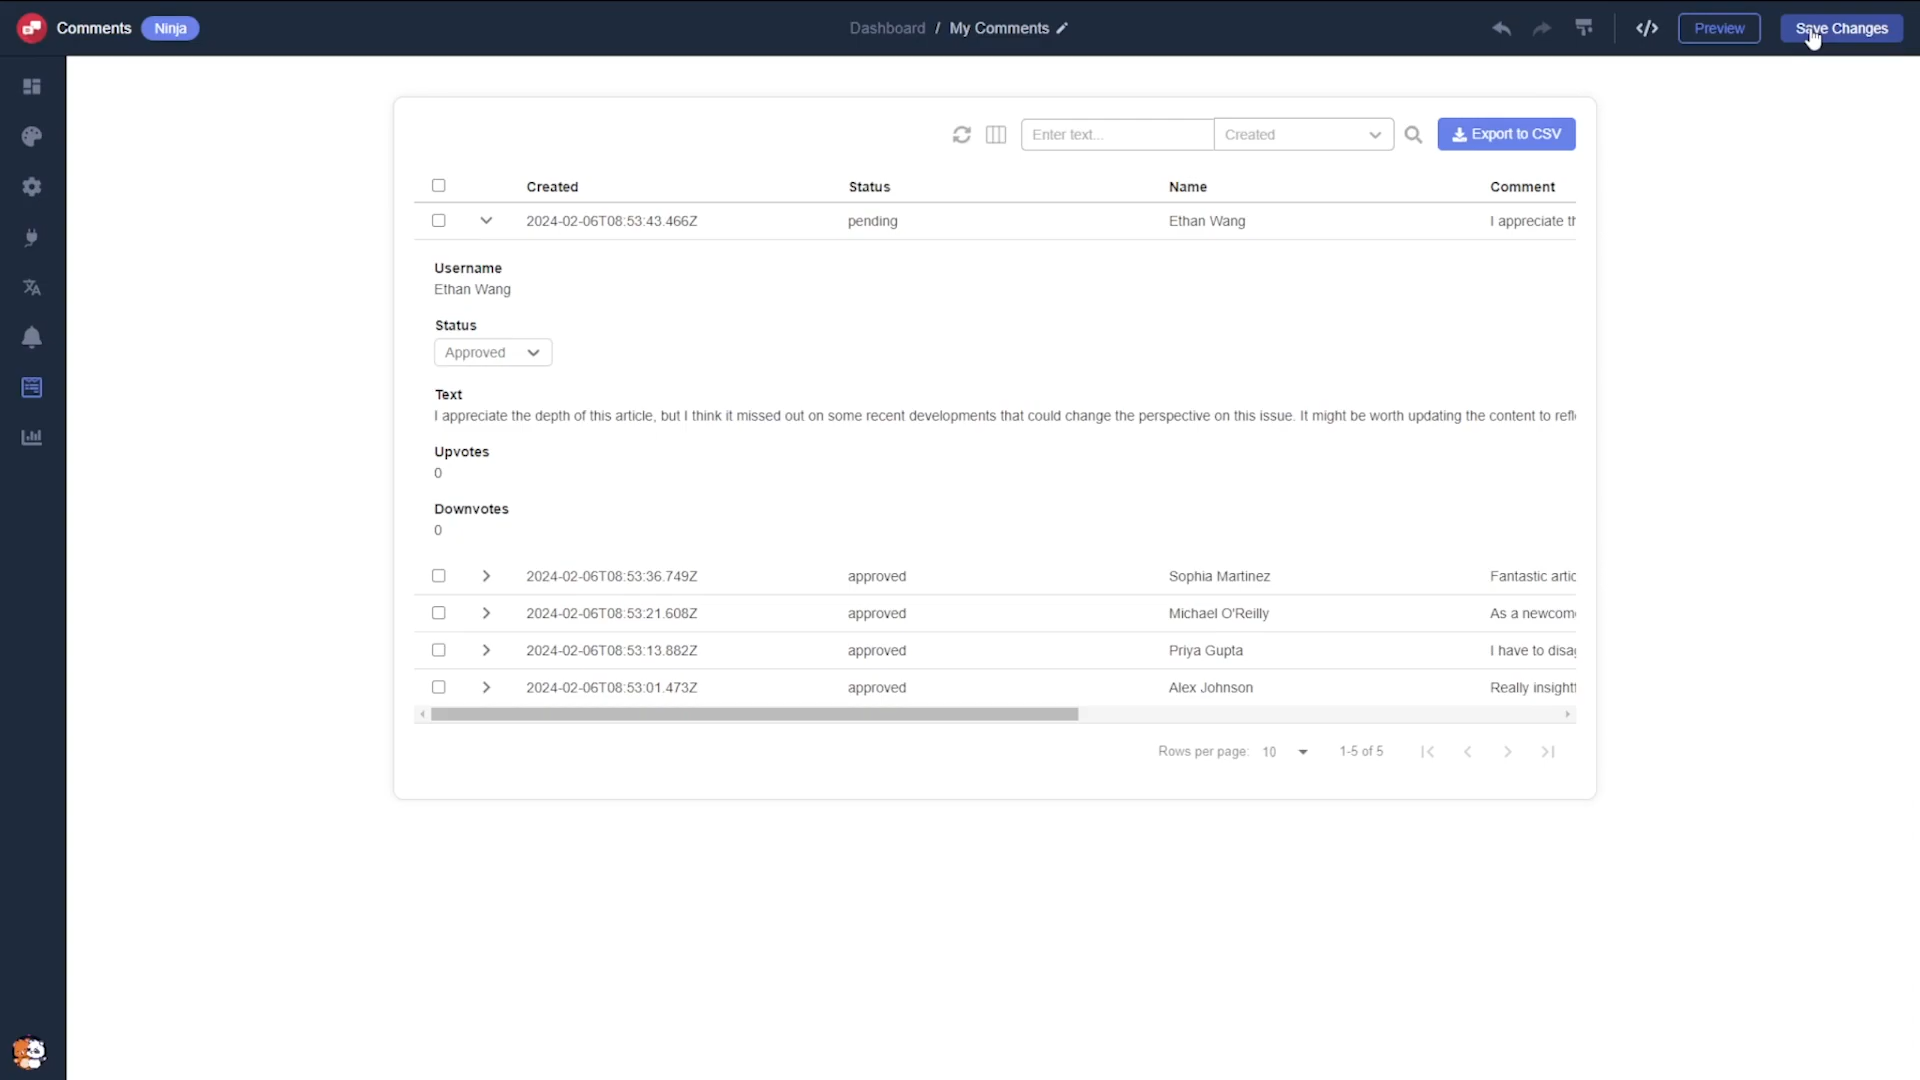 Comments Ninja Dashboard / My Comments </> Preview Save Changes
Enter text... Created Export to CSV
Created Status Name Comment
2024-02-06T08:53:43.466Z pending Ethan Wang I appreciate th
Username
Ethan Wang
Status
Approved
Text
I appreciate the depth of this article, but I think it missed out on some recent developments that could change the perspective on this issue. It might be worth updating the content to refl
Upvotes
0
Downvotes
0
2024-02-06T08:53:36.749Z approved Sophia Martinez Fantastic artic
2024-02-06T08:53:21.608Z approved Michael O'Reilly As a newcom
2024-02-06T08:53:13.882Z approved Priya Gupta I have to disa
2024-02-06T08:53:01.473Z approved Alex Johnson Really insight
Rows per page: 10 1-5 of 5